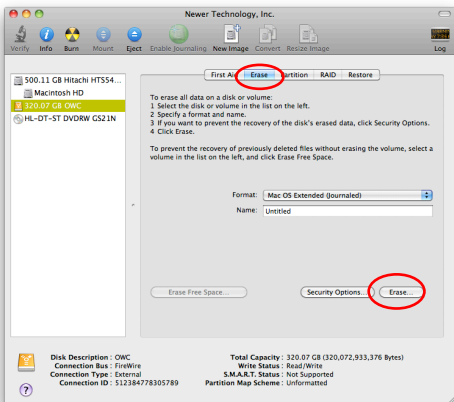 Newer Technology, Inc.
Verify Info Burn Mount Eject Enable Journaling New Image Convert Resize Image Log
500.11 GB Hitachi HTS54...
Macintosh HD
320.07 GB OWC
HL-DT-ST DVDRW GS21N
First Aid Erase Partition RAID Restore
To erase all data on a disk or volume:
1 Select the disk or volume in the list on the left.
2 Specify a format and name.
3 If you want to prevent the recovery of the disk's erased data, click Security Options.
4 Click Erase.
To prevent the recovery of previously deleted files without erasing the volume, select a
volume in the list on the left, and click Erase Free Space.
Format: Mac OS Extended (Journaled)
Name: Untitled
Erase Free Space... Security Options... Erase...
Disk Description : OWC Total Capacity : 320.07 GB (320,072,933,376 Bytes)
Connection Bus : FireWire Write Status : Read/Write
Connection Type : External S.M.A.R.T. Status : Not Supported
Connection ID : 512384778305789 Partition Map Scheme : Unformatted
?